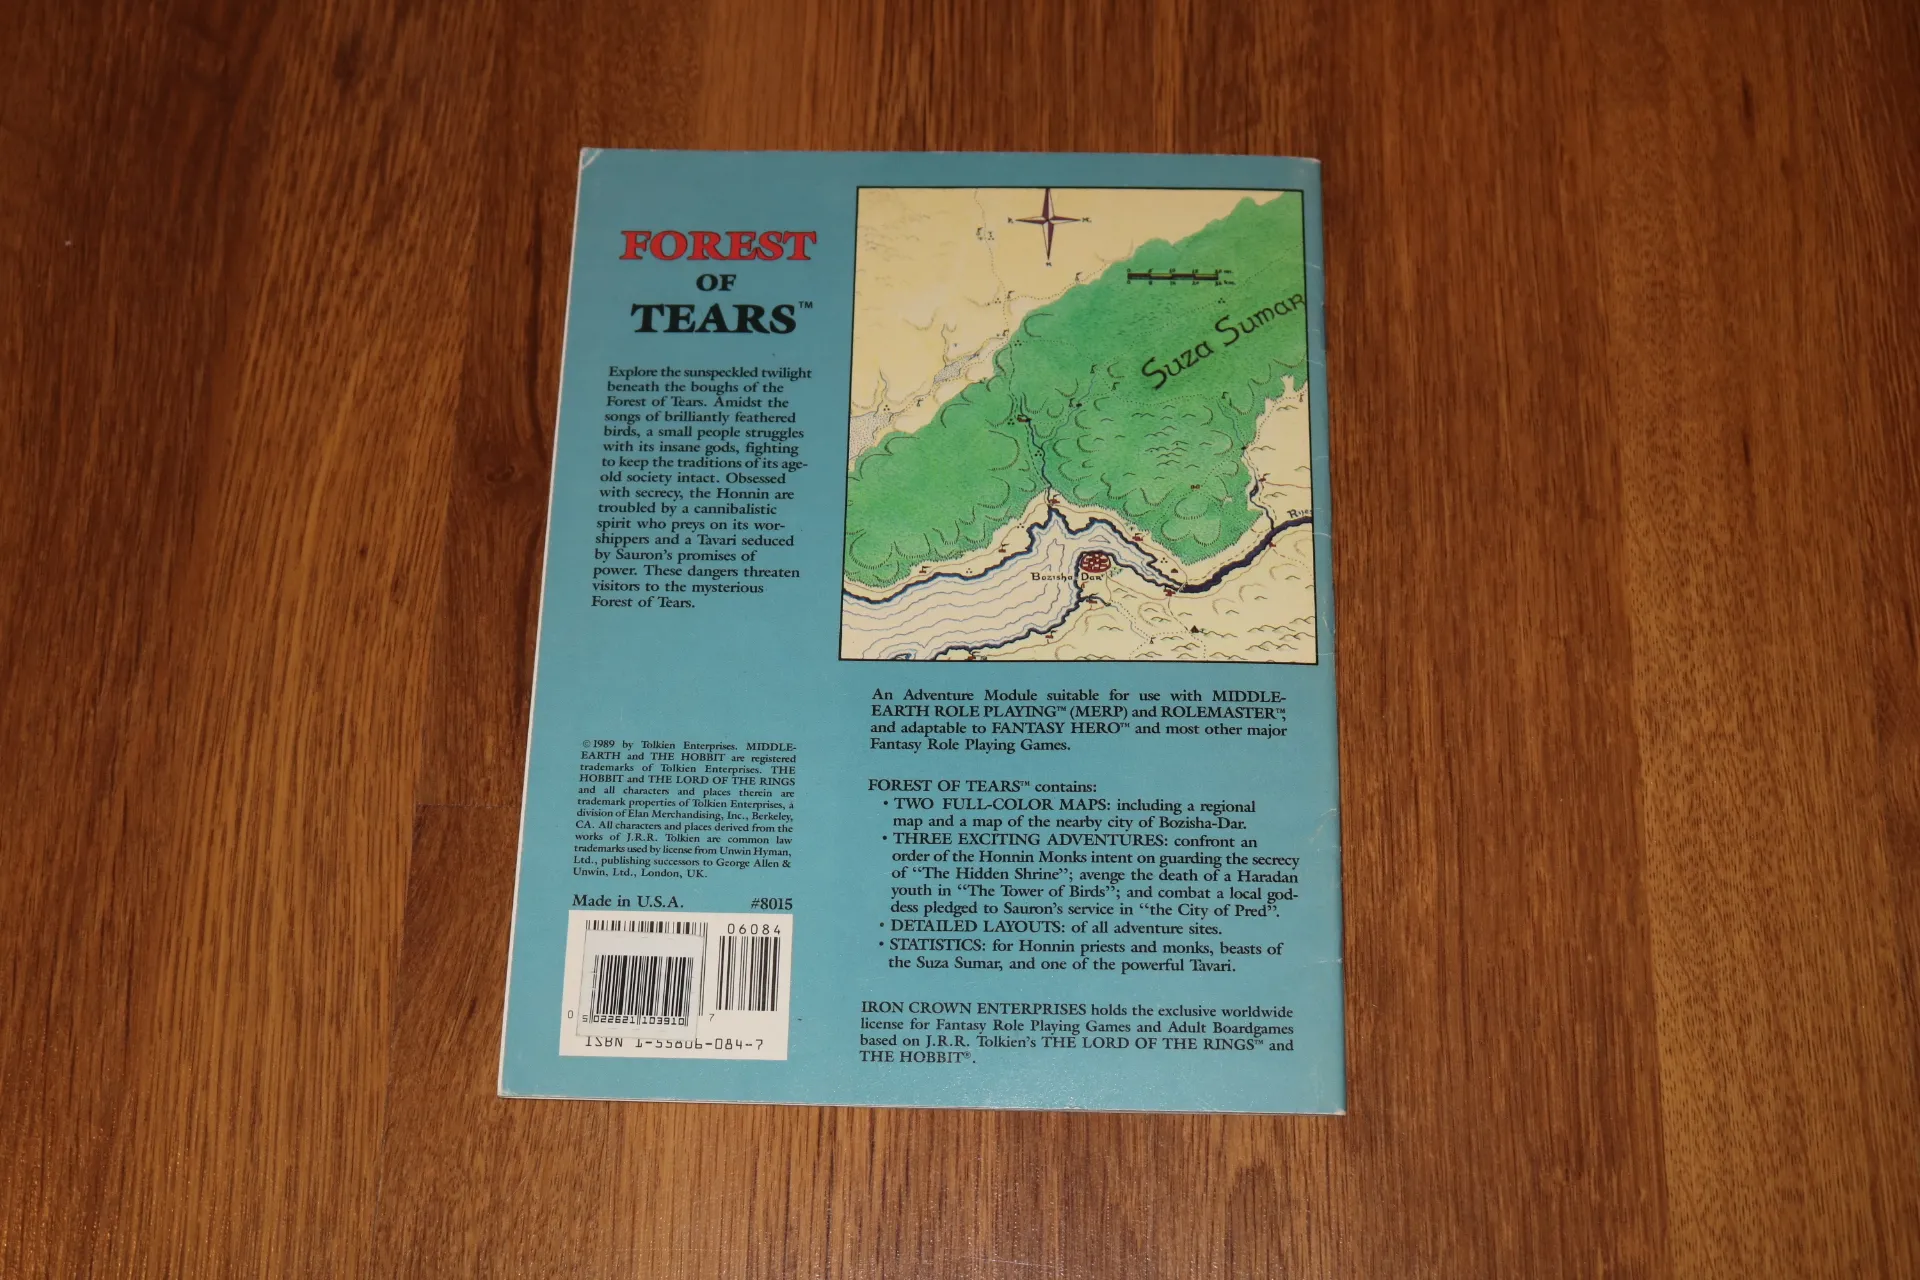 FOREST
OF
TEARS™
Explore the sunspeckled twilight
beneath the boughs of the
Forest of Tears. Amidst the
songs of brilliantly feathered
birds, a small people struggles
with its insane gods, fighting
to keep the traditions of its age-
old society intact. Obsessed
with secrecy, the Honnin are
troubled by a cannibalistic
spirit who preys on its wor-
shippers and a Tavari seduced
by Sauron's promises of
power. These dangers threaten
visitors to the mysterious
Forest of Tears.
©1989 by Tolkien Enterprises. MIDDLE-
EARTH and THE HOBBIT are registered
trademarks of Tolkien Enterprises. THE
HOBBIT and THE LORD OF THE RINGS
and all characters and places therein are
trademark properties of Tolkien Enterprises, a
division of Elan Merchandising, Inc., Berkeley,
CA. All characters and places derived from the
works of J.R.R. Tolkien are common law
trademarks used by license from Unwin Hyman,
Ltd., publishing successors to George Allen &
Unwin, Ltd., London, UK.
Made in U.S.A. #8015
06084
0 5 022621 103910 7
ISBN 1-55806-084-7
Suza Sumar
Bozisha Dar
An Adventure Module suitable for use with MIDDLE-
EARTH ROLE PLAYING™ (MERP) and ROLEMASTER™,
and adaptable to FANTASY HERO™ and most other major
Fantasy Role Playing Games.
FOREST OF TEARS™ contains:
• TWO FULL-COLOR MAPS: including a regional
map and a map of the nearby city of Bozisha-Dar.
• THREE EXCITING ADVENTURES: confront an
order of the Honnin Monks intent on guarding the secrecy
of "The Hidden Shrine"; avenge the death of a Haradan
youth in "The Tower of Birds"; and combat a local god-
dess pledged to Sauron's service in "the City of Pred".
• DETAILED LAYOUTS: of all adventure sites.
• STATISTICS: for Honnin priests and monks, beasts of
the Suza Sumar, and one of the powerful Tavari.
IRON CROWN ENTERPRISES holds the exclusive worldwide
license for Fantasy Role Playing Games and Adult Boardgames
based on J.R.R. Tolkien's THE LORD OF THE RINGS™ and
THE HOBBIT®.